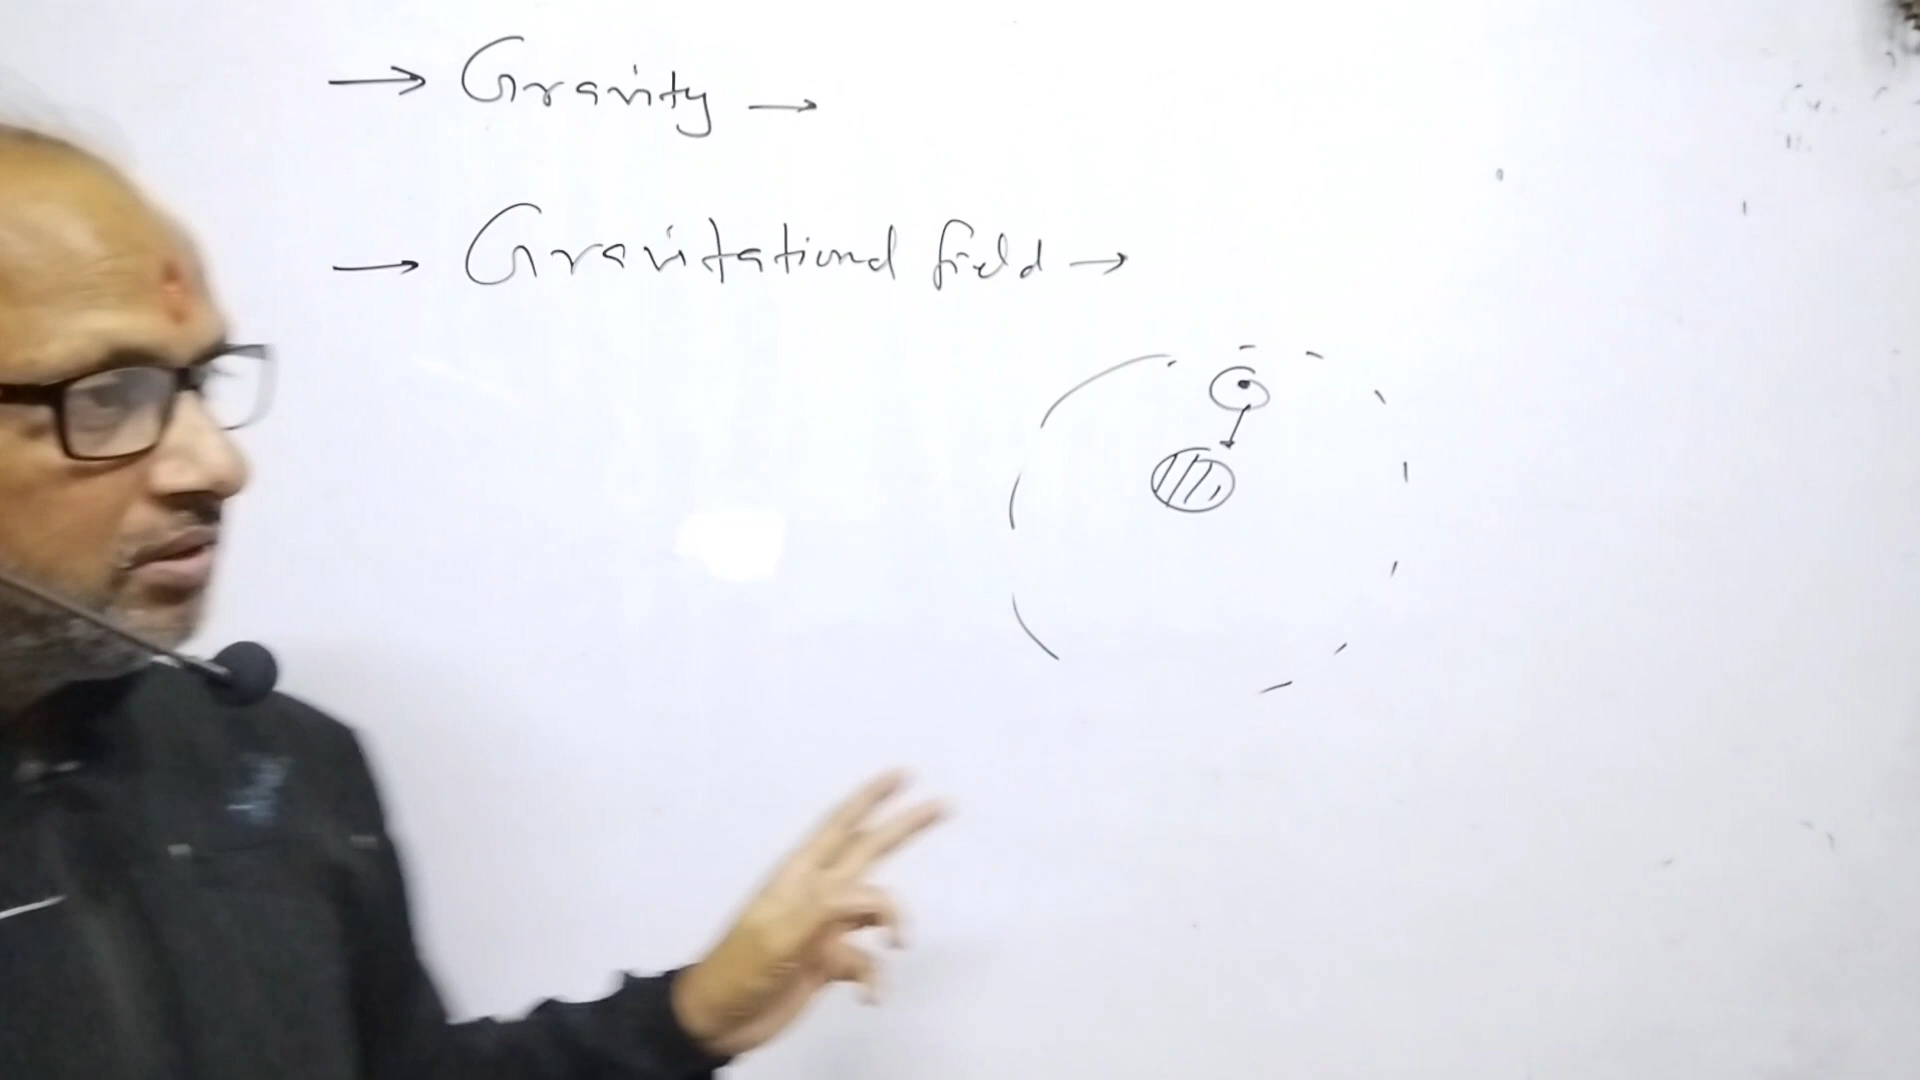 → Gravity →
→ Gravitational field →